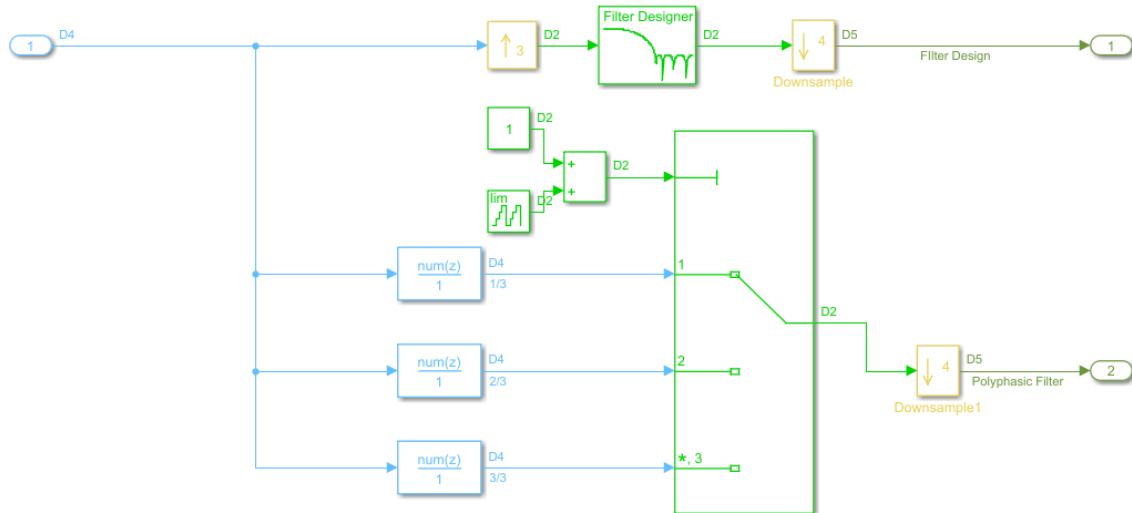 1
D4
↑ 3
D2
Filter Designer
D2
↓ 4
Downsample
D5
FIlter Design
1
1
D2
lim
D2
+
+
D2
num(z)
1
D4
1/3
1
num(z)
1
D4
2/3
2
num(z)
1
D4
3/3
*, 3
D2
↓ 4
Downsample1
D5
Polyphasic Filter
2